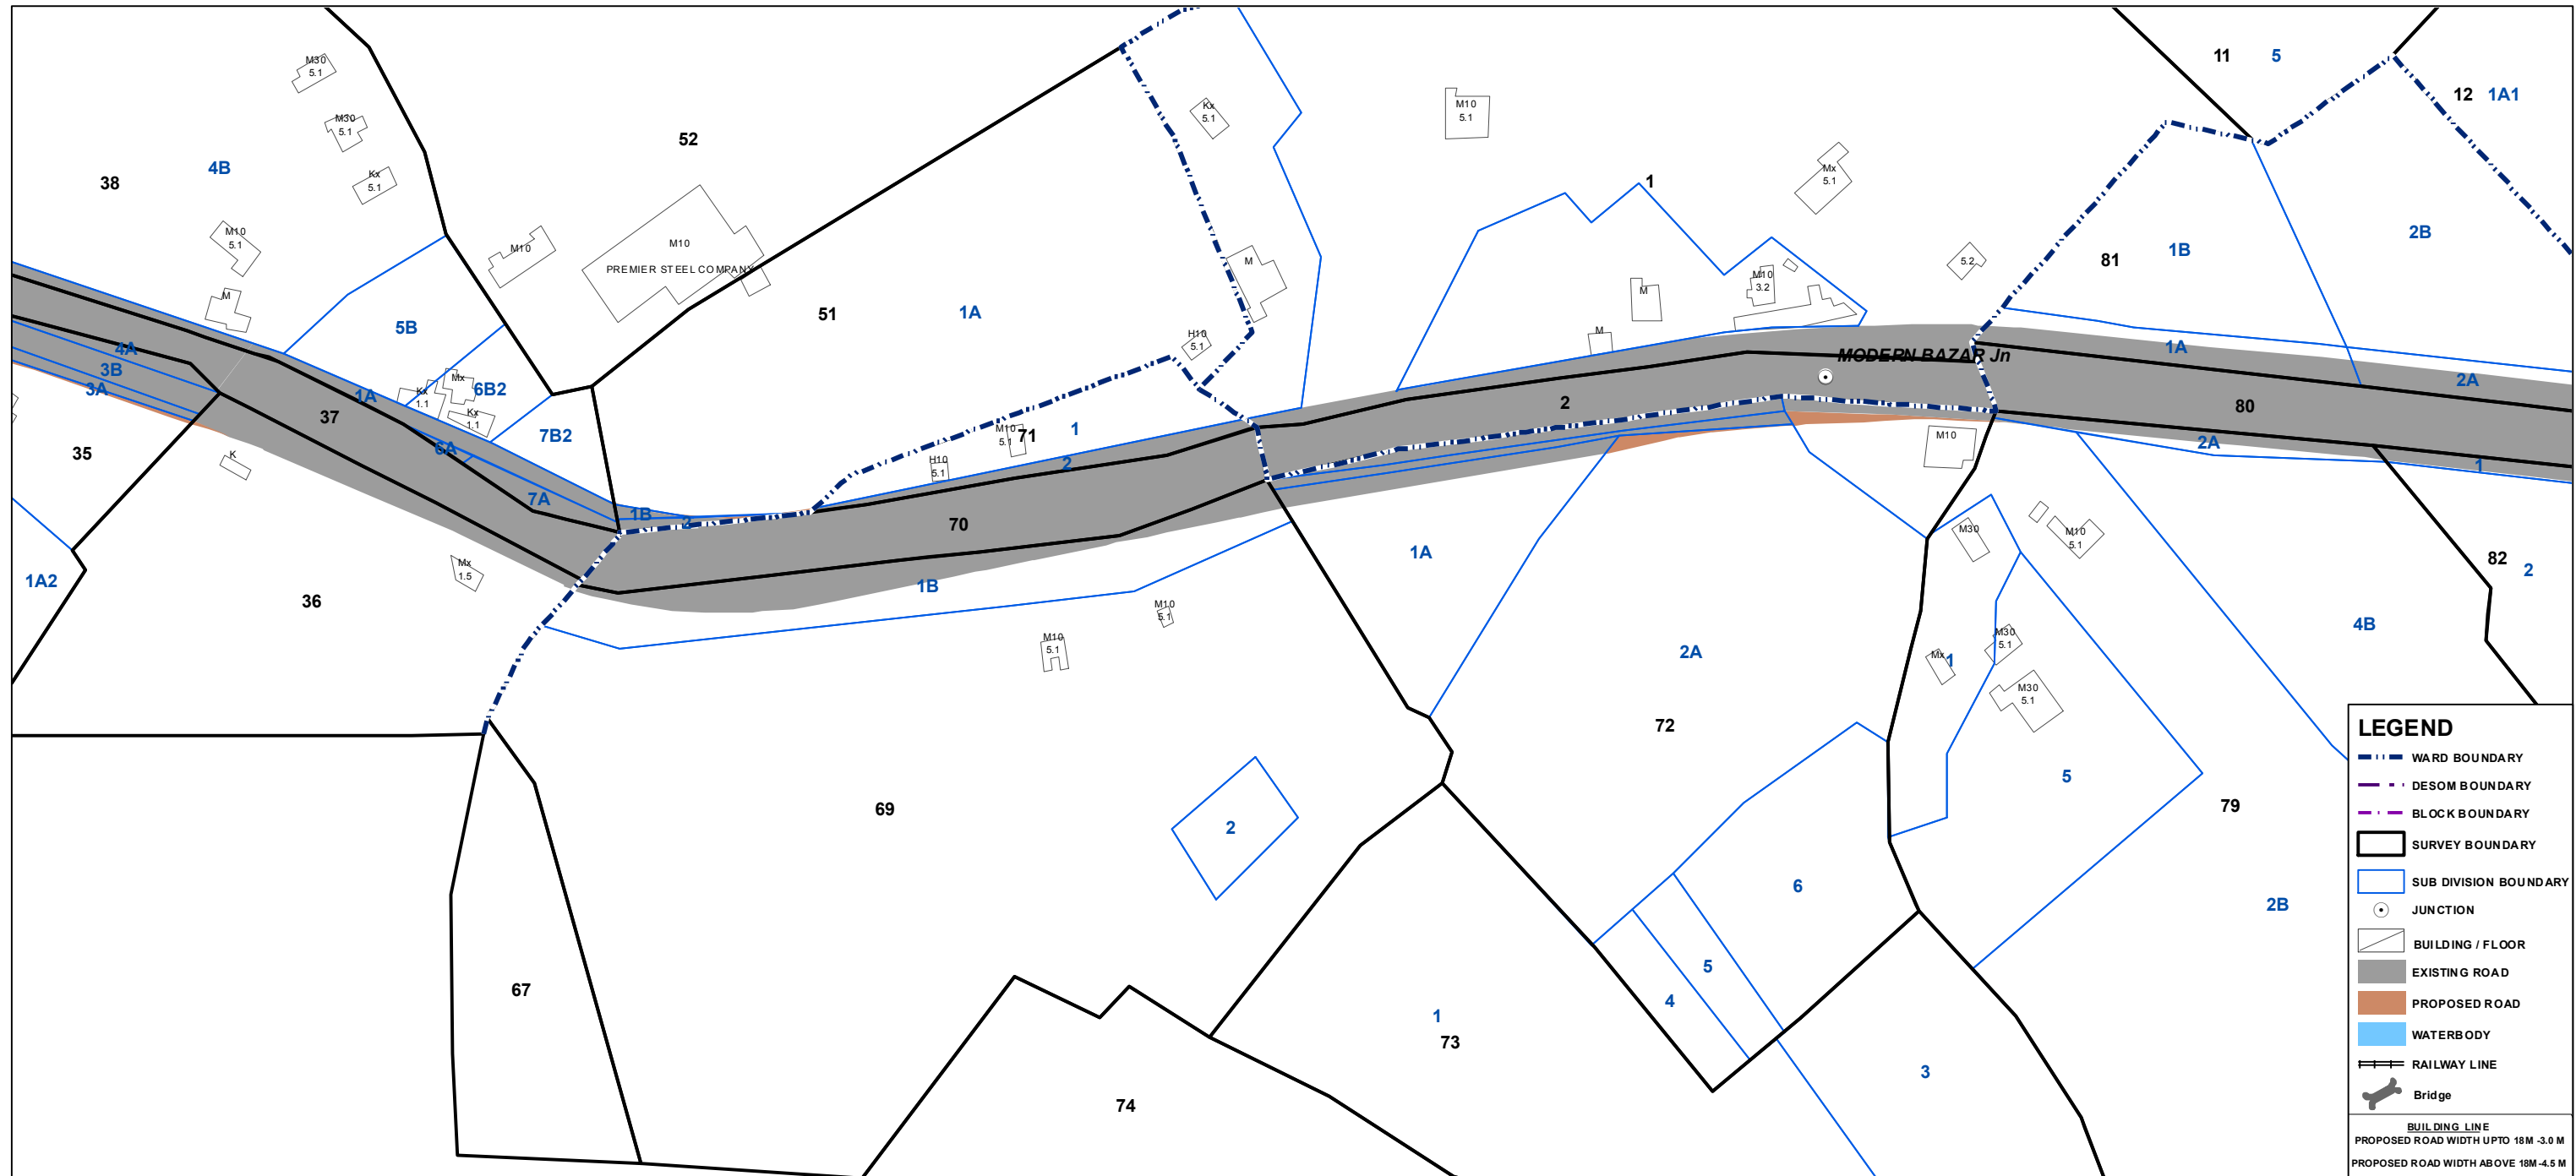 11
5
12
1A1
M30
5.1
M30
5.1
Kx
5.1
M10
5.1
M
38
4B
52
M10
M10
PREMIER STEEL COMPANY
Kx
5.1
M10
5.1
1
Mx
5.1
M
M10
3.2
M
M
5.2
81
1B
2B
51
1A
H10
5.1
5B
4A
3B
3A
1A
37
Kx
1.1
Mx
Kx
1.1
6B2
7B2
6A
7A
35
K
1B
2
M10
5.1
71
1
H10
5.1
2
2
MODERN BAZAR Jn
1A
2A
80
2A
1
M10
70
1B
1A2
36
Mx
1.5
M10
5.1
M10
5.1
1A
2A
72
M30
M10
5.1
M30
5.1
Mx
1
M30
5.1
82
2
4B
5
79
2B
69
2
67
6
5
4
1
73
3
74
LEGEND
WARD BOUNDARY
DESOM BOUNDARY
BLOCK BOUNDARY
SURVEY BOUNDARY
SUB DIVISION BOUNDARY
JUNCTION
BUILDING / FLOOR
EXISTING ROAD
PROPOSED ROAD
WATERBODY
RAILWAY LINE
Bridge
BUILDING LINE
PROPOSED ROAD WIDTH UPTO 18M -3.0 M
PROPOSED ROAD WIDTH ABOVE 18M -4.5 M